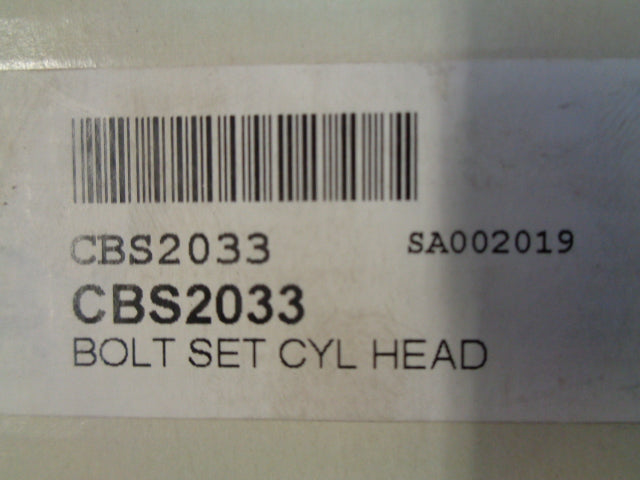 CBS2033 SA002019
CBS2033
BOLT SET CYL HEAD